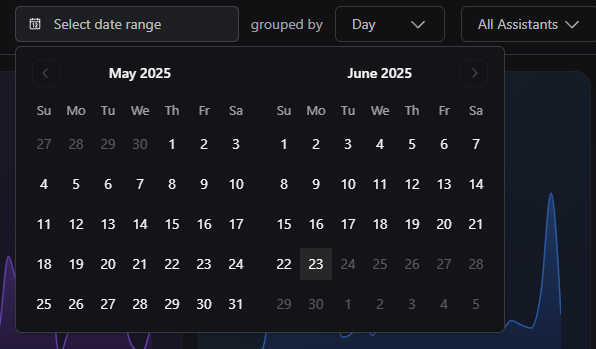 Select date range grouped by Day All Assistants
May 2025 June 2025
Su Mo Tu We Th Fr Sa Su Mo Tu We Th Fr Sa
27 28 29 30 1 2 3 1 2 3 4 5 6 7
4 5 6 7 8 9 10 8 9 10 11 12 13 14
11 12 13 14 15 16 17 15 16 17 18 19 20 21
18 19 20 21 22 23 24 22 23 24 25 26 27 28
25 26 27 28 29 30 31 29 30 1 2 3 4 5